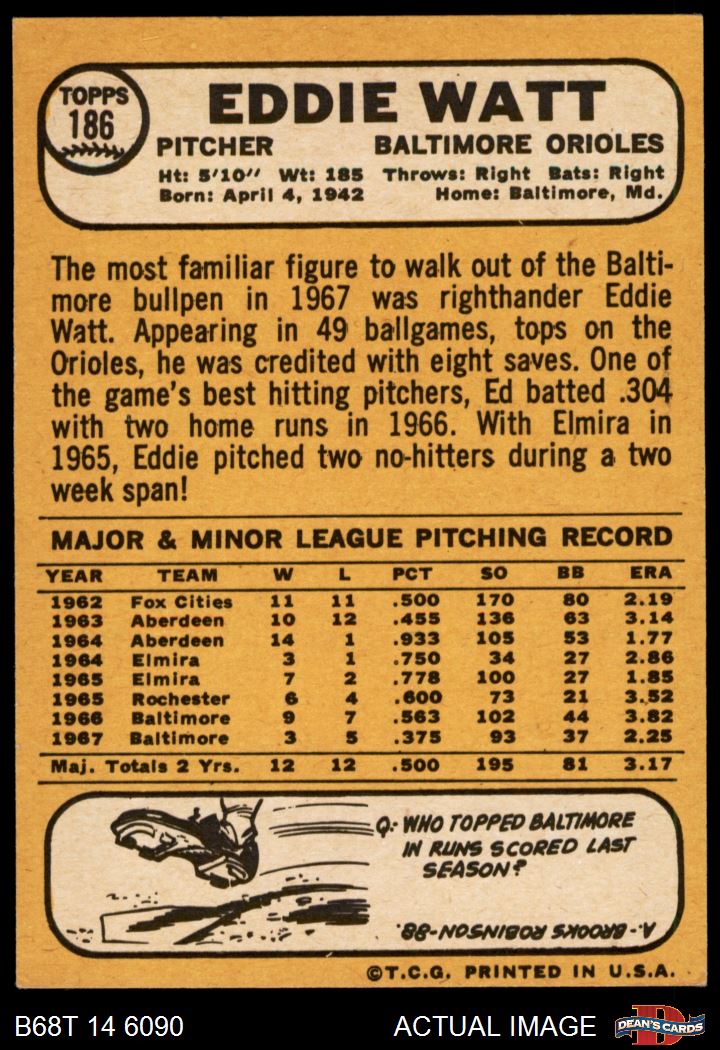 TOPPS
186
EDDIE WATT
PITCHER BALTIMORE ORIOLES
Ht: 5'10" Wt: 185 Throws: Right Bats: Right
Born: April 4, 1942 Home: Baltimore, Md.
The most familiar figure to walk out of the Balti-
more bullpen in 1967 was righthander Eddie
Watt. Appearing in 49 ballgames, tops on the
Orioles, he was credited with eight saves. One of
the game's best hitting pitchers, Ed batted .304
with two home runs in 1966. With Elmira in
1965, Eddie pitched two no-hitters during a two
week span!
MAJOR & MINOR LEAGUE PITCHING RECORD
YEAR TEAM W L PCT SO BB ERA
1962 Fox Cities 11 11 .500 170 80 2.19
1963 Aberdeen 10 12 .455 136 63 3.14
1964 Aberdeen 14 1 .933 105 53 1.77
1964 Elmira 3 1 .750 34 27 2.86
1965 Elmira 7 2 .778 100 27 1.85
1965 Rochester 6 4 .600 73 21 3.52
1966 Baltimore 9 7 .563 102 44 3.82
1967 Baltimore 3 5 .375 93 37 2.25
Maj. Totals 2 Yrs. 12 12 .500 195 81 3.17
Q: WHO TOPPED BALTIMORE
IN RUNS SCORED LAST
SEASON?
A- BROOKS ROBINSON-88.
©T.C.G. PRINTED IN U.S.A.
B68T 14 6090 ACTUAL IMAGE
D
DEAN'S CARDS